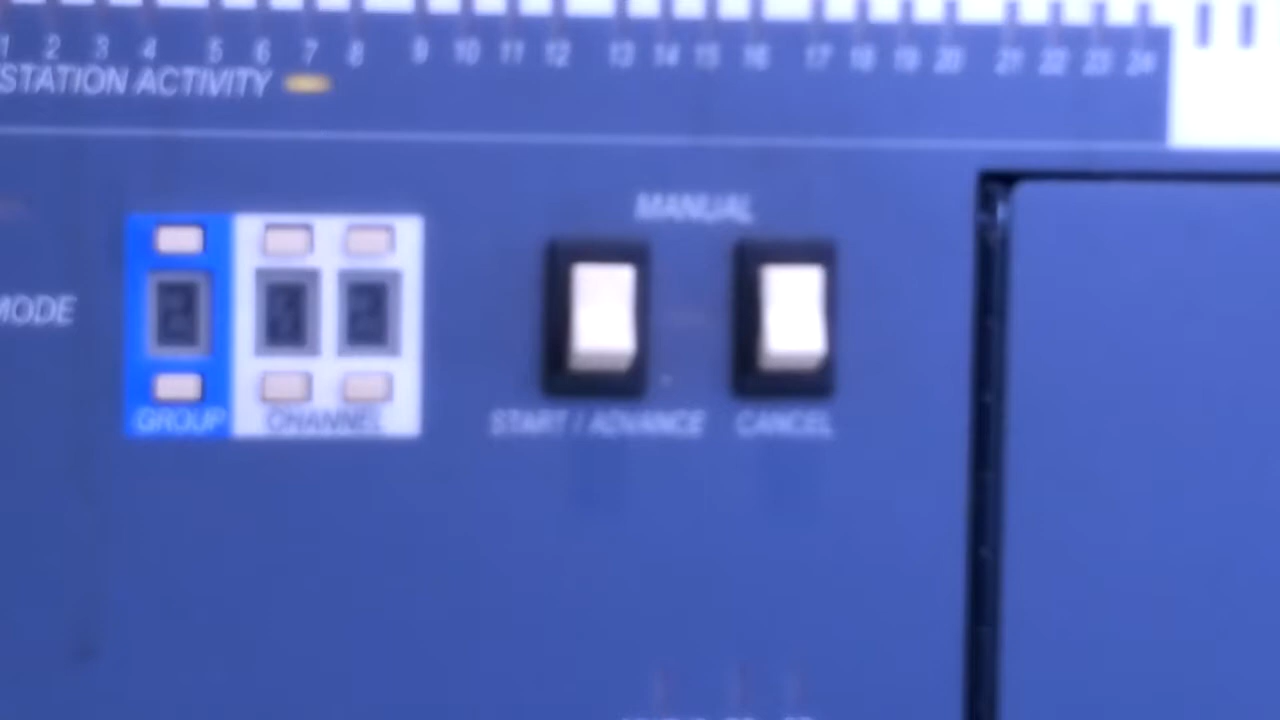 1 2 3 4 5 6 7 8 9 10 11 12 13 14 15 16 17 18 19 20 21 22 23 24
STATION ACTIVITY
MANUAL
MODE
GROUP CHANNEL
START / ADVANCE CANCEL